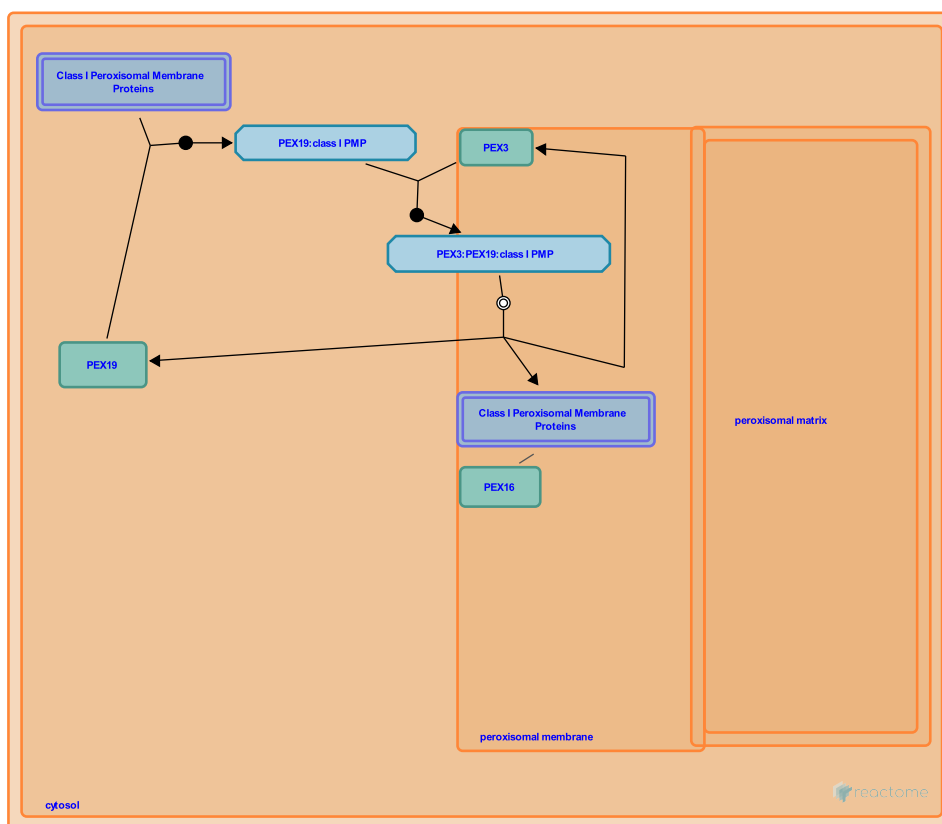 Class I Peroxisomal Membrane
Proteins
PEX19:class I PMP
PEX3
PEX3:PEX19:class I PMP
PEX19
Class I Peroxisomal Membrane
Proteins
peroxisomal matrix
PEX16
peroxisomal membrane
reactome
cytosol